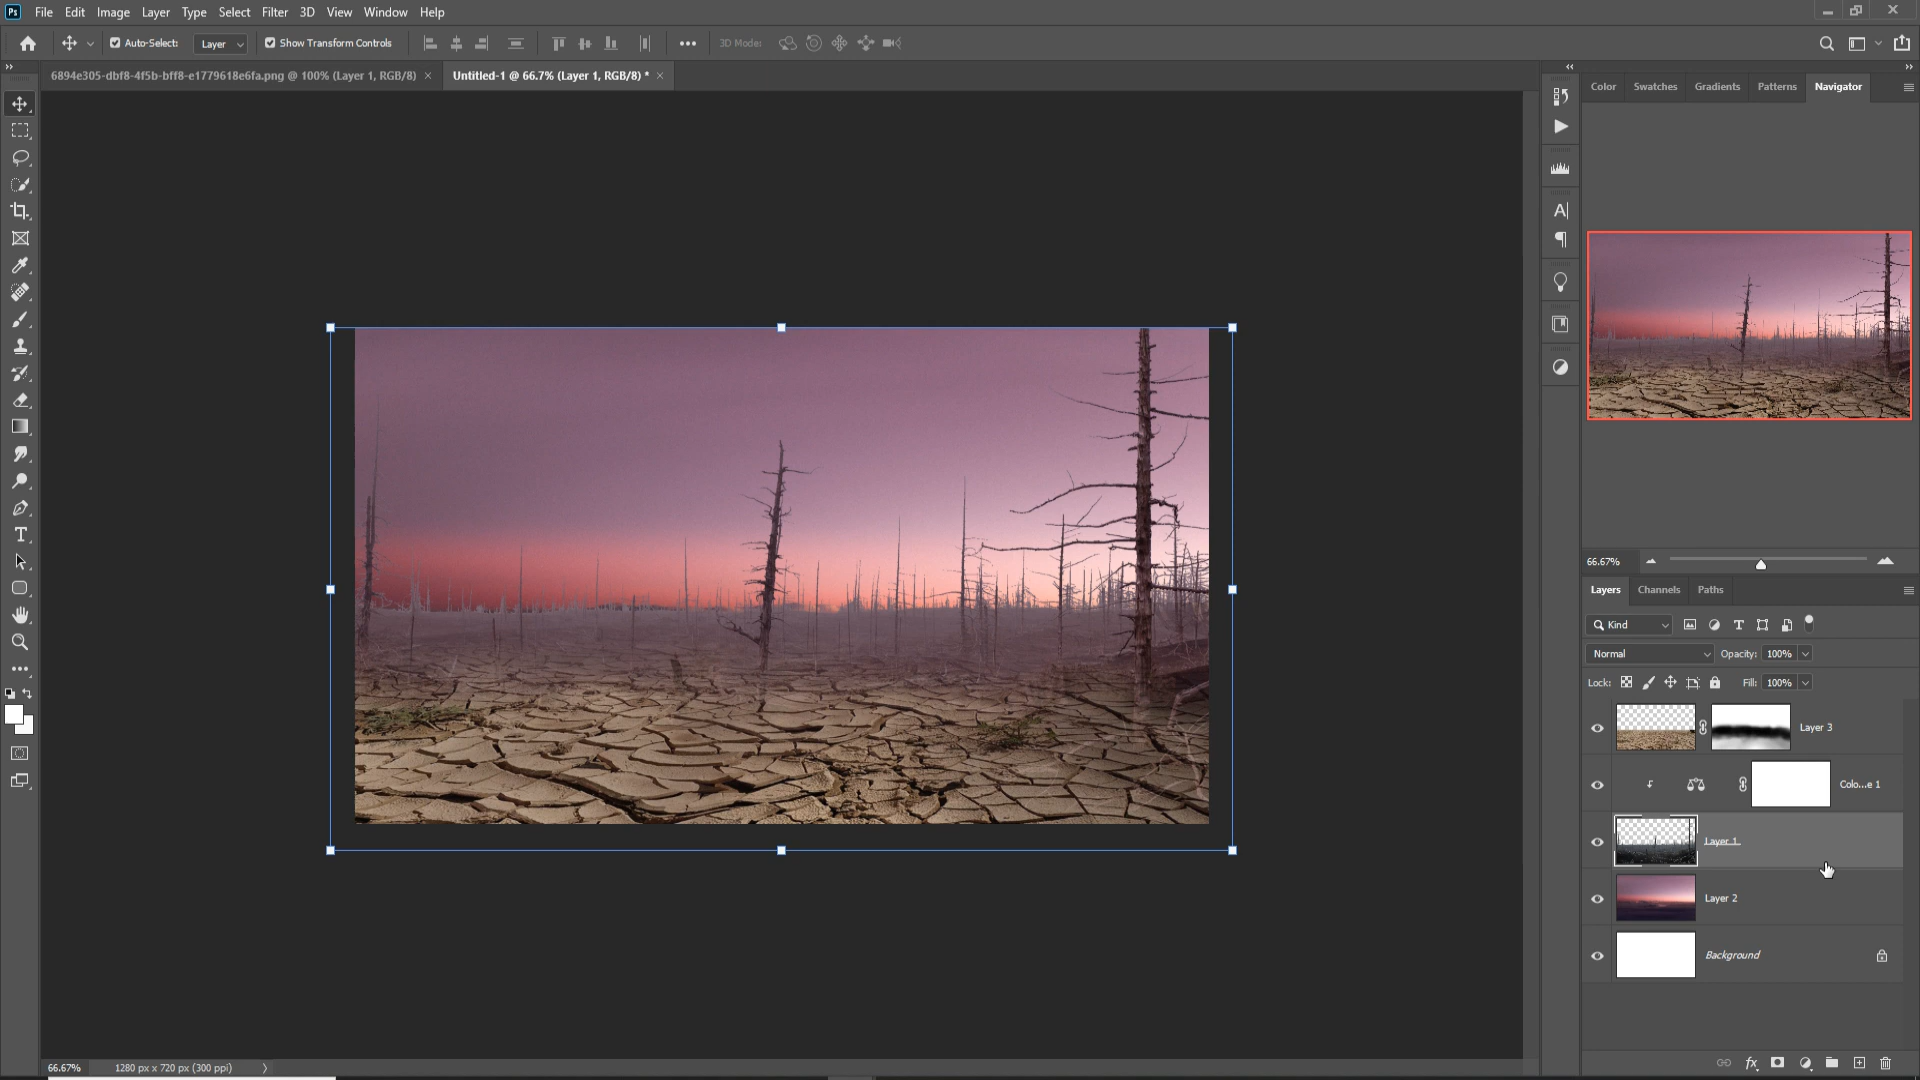 Ps File Edit Image Layer Type Select Filter 3D View Window Help
Auto-Select: Layer Show Transform Controls 3D Mode:
6894e305-dbf8-4f5b-bff8-e1779618e6fa.png @ 100% (Layer 1, RGB/8) × Untitled-1 @ 66.7% (Layer 1, RGB/8) * ×
Color Swatches Gradients Patterns Navigator
66.67%
Layers Channels Paths
Kind
Normal Opacity: 100%
Lock: Fill: 100%
Layer 3
Colo...e 1
Layer 1
Layer 2
Background
66.67% 1280 px x 720 px (300 ppi)